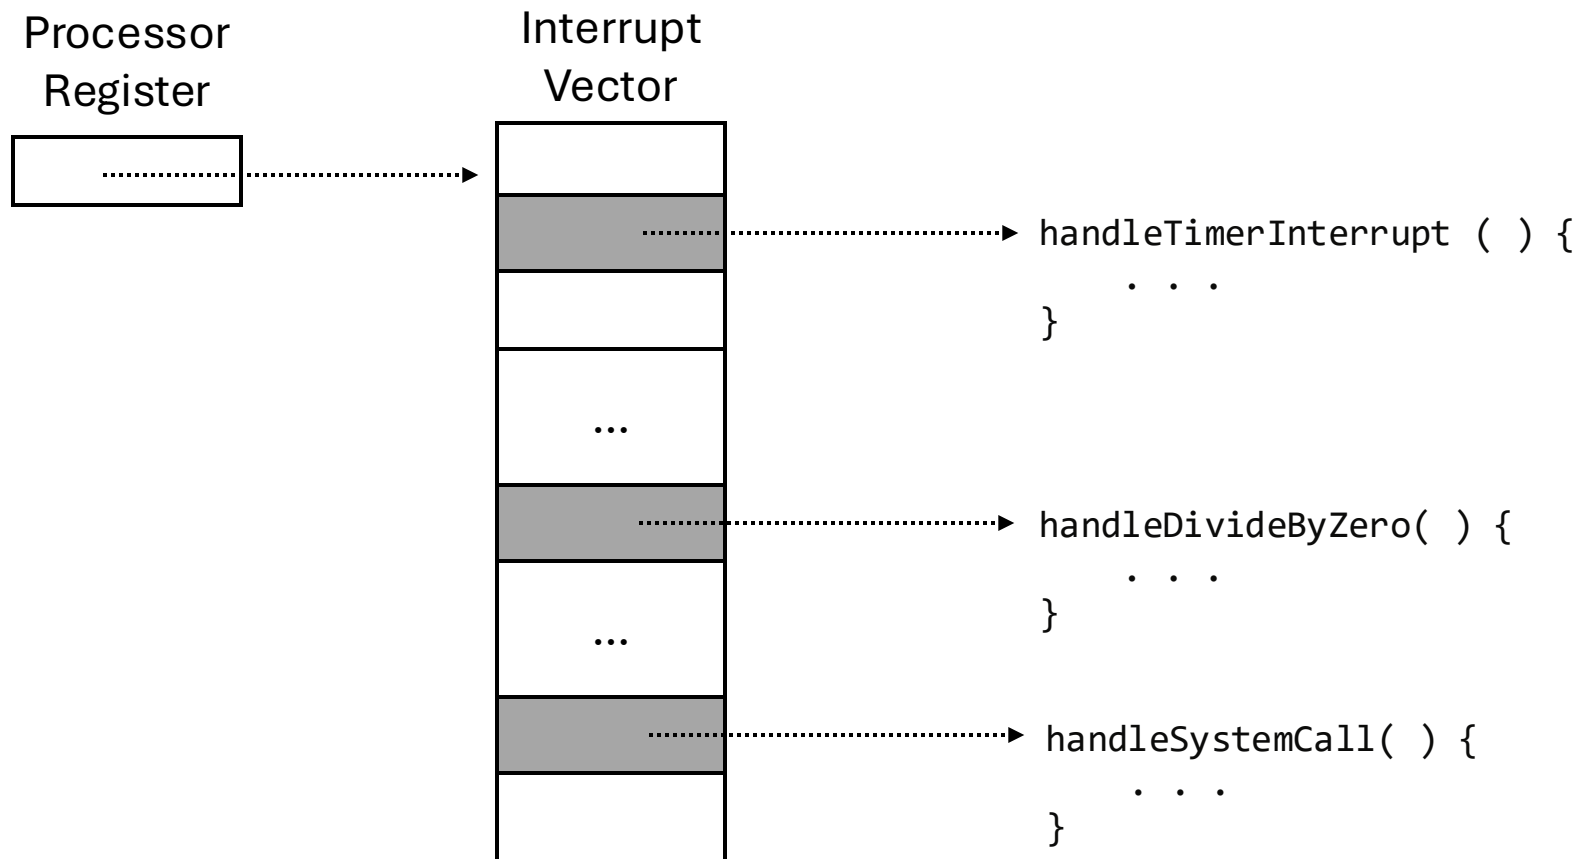 Processor
Register
Interrupt
Vector
handleTimerInterrupt ( ) {
. . .
}
...
handleDivideByZero( ) {
. . .
}
...
handleSystemCall( ) {
. . .
}